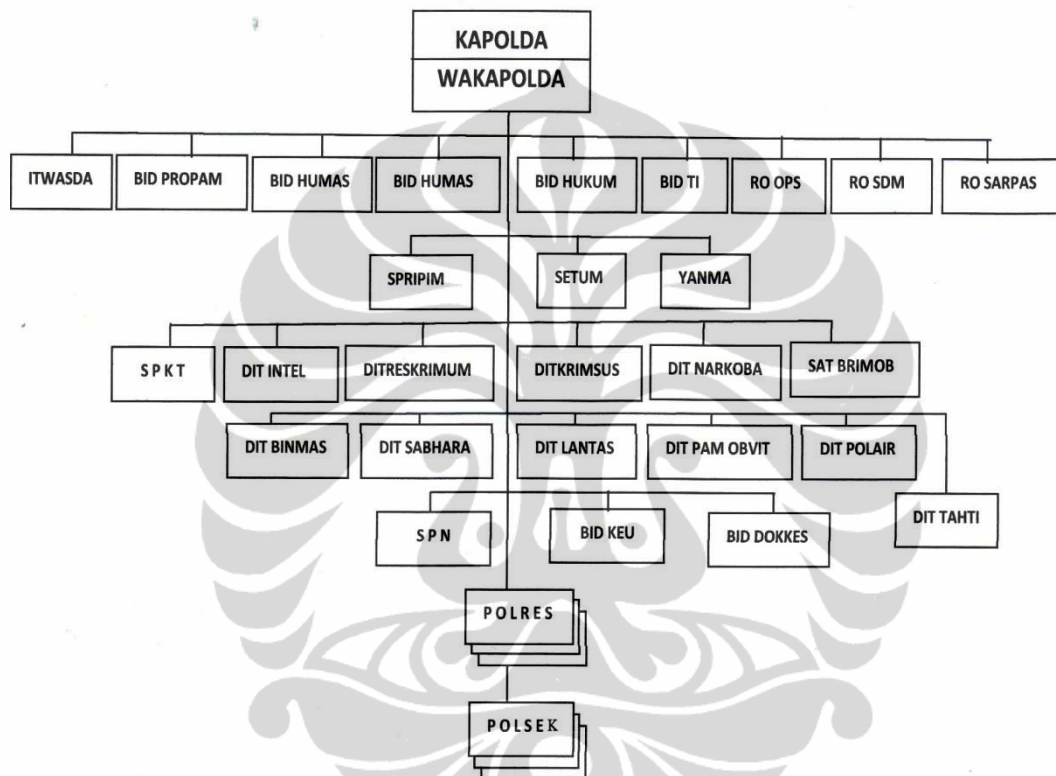 KAPOLDA
WAKAPOLDA
ITWASDA
BID PROPAM
BID HUMAS
BID HUMAS
BID HUKUM
BID TI
RO OPS
RO SDM
RO SARPAS
SPRIPIM
SETUM
YANMA
S P K T
DIT INTEL
DITRESKRIMUM
DITKRIMSUS
DIT NARKOBA
SAT BRIMOB
DIT BINMAS
DIT SABHARA
DIT LANTAS
DIT PAM OBVIT
DIT POLAIR
DIT TAHTI
S P N
BID KEU
BID DOKKES
P O L R E S
P O L S E K